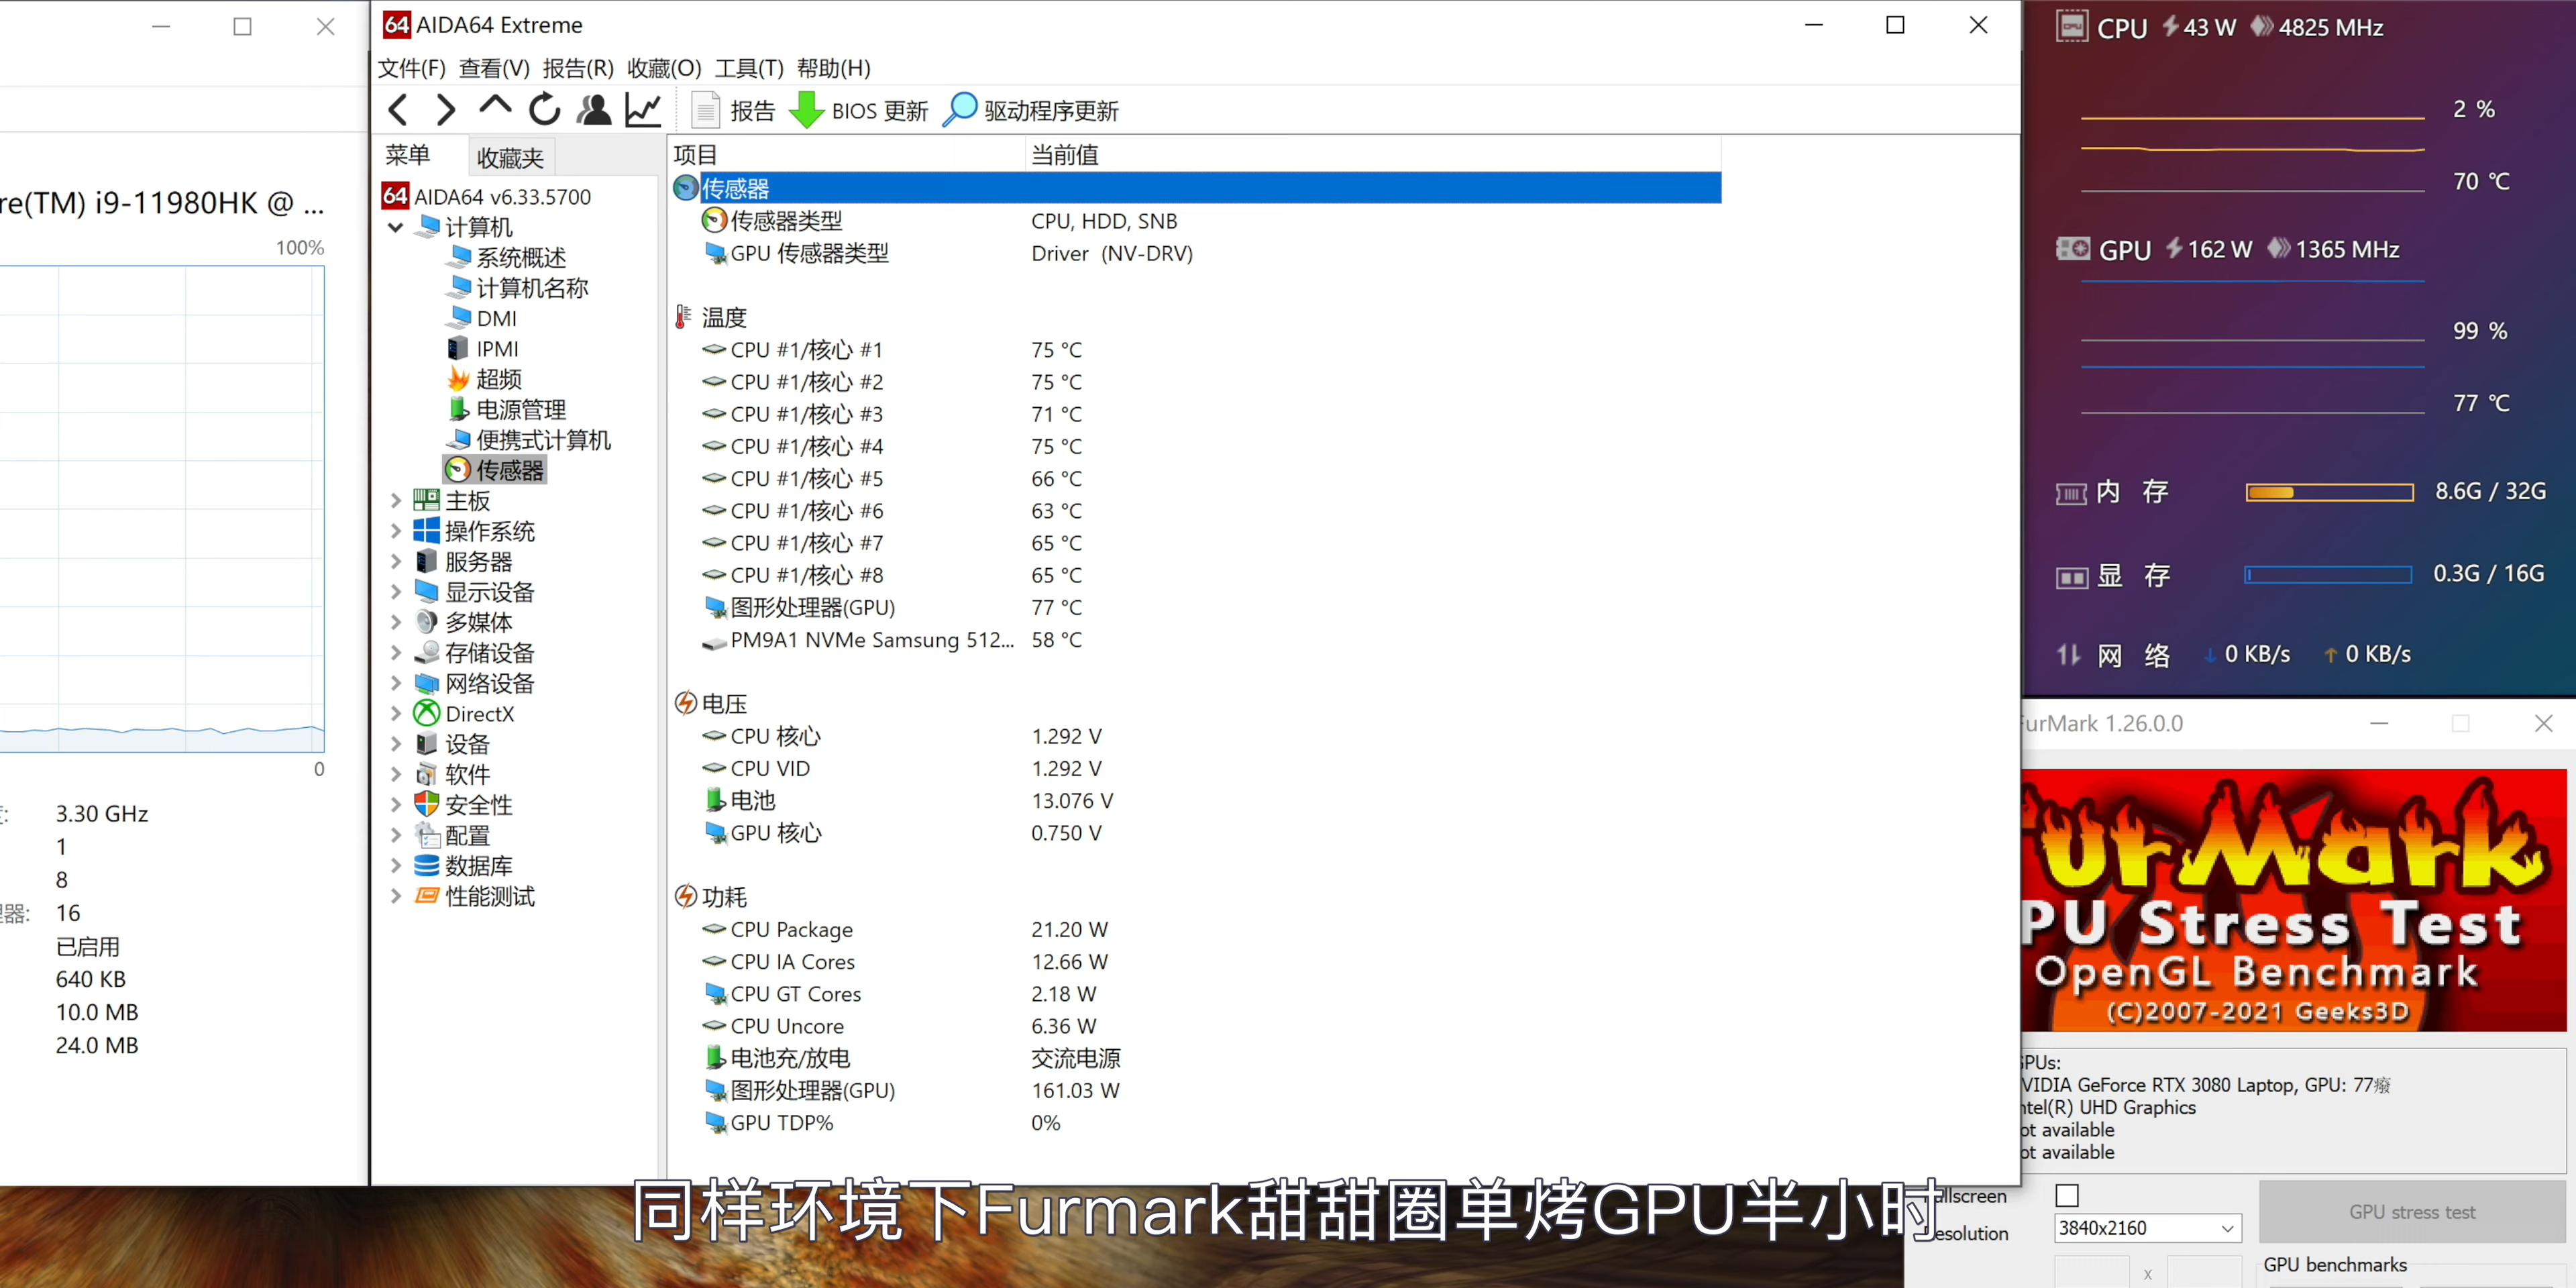 re(TM) i9-11980HK @ ...
100%
0
3.30 GHz
1
8
16
已启用
640 KB
10.0 MB
24.0 MB
64 AIDA64 Extreme
文件(F) 查看(V) 报告(R) 收藏(O) 工具(T) 帮助(H)
报告 BIOS 更新 驱动程序更新
菜单 收藏夹
64 AIDA64 v6.33.5700
计算机
系统概述
计算机名称
DMI
IPMI
超频
电源管理
便携式计算机
传感器
主板
操作系统
服务器
显示设备
多媒体
存储设备
网络设备
DirectX
设备
软件
安全性
配置
数据库
性能测试
项目 当前值
传感器
传感器类型 CPU, HDD, SNB
GPU 传感器类型 Driver (NV-DRV)
温度
CPU #1/核心 #1 75 °C
CPU #1/核心 #2 75 °C
CPU #1/核心 #3 71 °C
CPU #1/核心 #4 75 °C
CPU #1/核心 #5 66 °C
CPU #1/核心 #6 63 °C
CPU #1/核心 #7 65 °C
CPU #1/核心 #8 65 °C
图形处理器(GPU) 77 °C
PM9A1 NVMe Samsung 512... 58 °C
电压
CPU 核心 1.292 V
CPU VID 1.292 V
电池 13.076 V
GPU 核心 0.750 V
功耗
CPU Package 21.20 W
CPU IA Cores 12.66 W
CPU GT Cores 2.18 W
CPU Uncore 6.36 W
电池充/放电 交流电源
图形处理器(GPU) 161.03 W
GPU TDP% 0%
CPU 43 W 4825 MHz
2 %
70 ℃
GPU 162 W 1365 MHz
99 %
77 ℃
内 存 8.6G / 32G
显 存 0.3G / 16G
网 络 ↓ 0 KB/s ↑ 0 KB/s
urMark 1.26.0.0
urMark
PU Stress Test
OpenGL Benchmark
(C)2007-2021 Geeks3D
PUs:
VIDIA GeForce RTX 3080 Laptop, GPU: 77癈
ntel(R) UHD Graphics
ot available
ot available
llscreen
esolution 3840x2160
GPU stress test
x
GPU benchmarks
同样环境下Furmark甜甜圈单烤GPU半小时